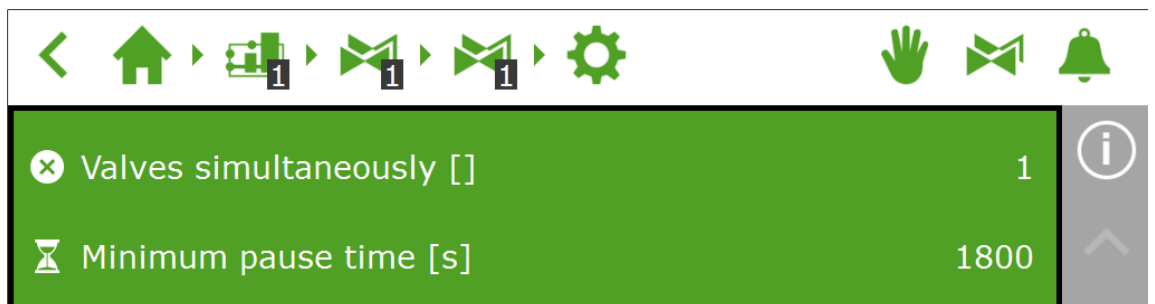 1 1 1
Valves simultaneously [] 1
Minimum pause time [s] 1800